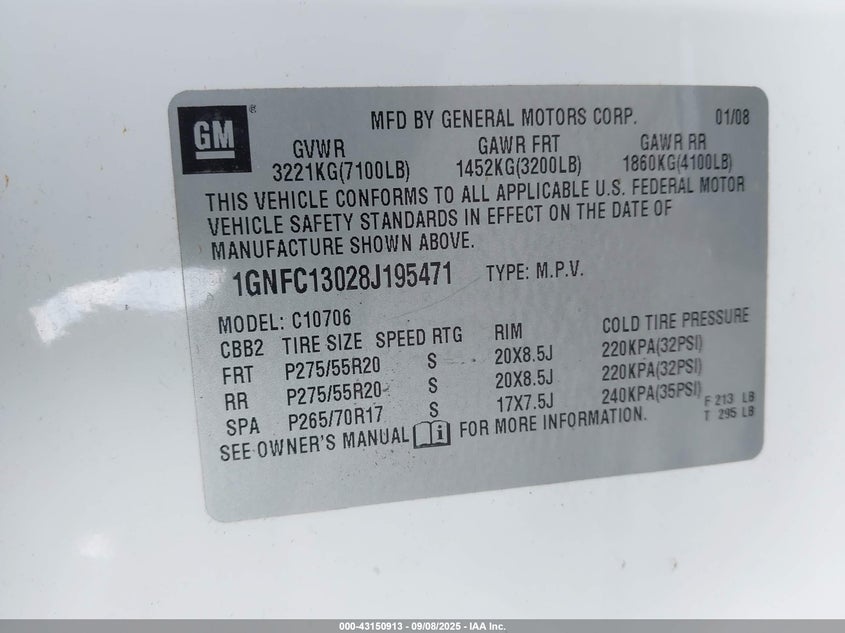 GM ®
MFD BY GENERAL MOTORS CORP. 01/08
GVWR GAWR FRT GAWR RR
3221KG(7100LB) 1452KG(3200LB) 1860KG(4100LB)
THIS VEHICLE CONFORMS TO ALL APPLICABLE U.S. FEDERAL MOTOR
VEHICLE SAFETY STANDARDS IN EFFECT ON THE DATE OF
MANUFACTURE SHOWN ABOVE.
1GNFC13028J195471 TYPE: M.P.V.
MODEL: C10706
CBB2 TIRE SIZE SPEED RTG RIM COLD TIRE PRESSURE
FRT P275/55R20 S 20X8.5J 220KPA(32PSI)
RR P275/55R20 S 20X8.5J 220KPA(32PSI)
SPA P265/70R17 S 17X7.5J 240KPA(35PSI) F 213 LB
SEE OWNER'S MANUAL i FOR MORE INFORMATION. T 295 LB
000-43150913 - 09/08/2025 - IAA Inc.